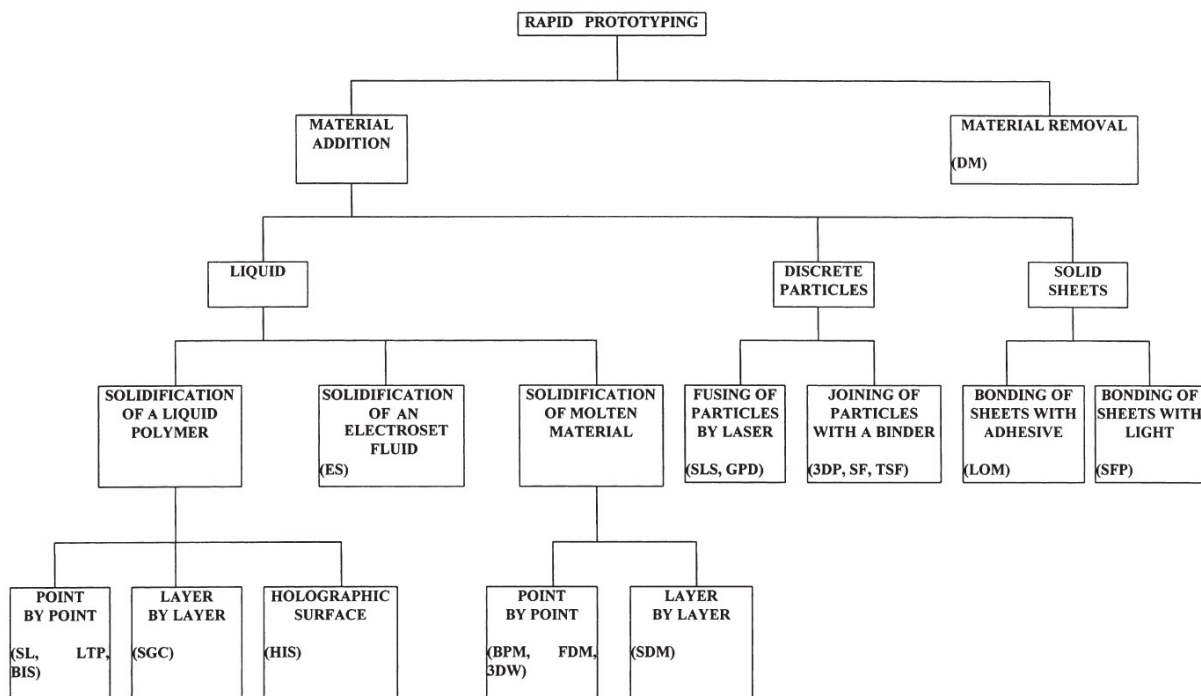 RAPID PROTOTYPING
MATERIAL
ADDITION
MATERIAL REMOVAL
(DM)
LIQUID
DISCRETE
PARTICLES
SOLID
SHEETS
SOLIDIFICATION
OF A LIQUID
POLYMER
SOLIDIFICATION
OF AN
ELECTROSET
FLUID
(ES)
SOLIDIFICATION
OF MOLTEN
MATERIAL
FUSING OF
PARTICLES
BY LASER
(SLS, GPD)
JOINING OF
PARTICLES
WITH A BINDER
(3DP, SF, TSF)
BONDING OF
SHEETS WITH
ADHESIVE
(LOM)
BONDING OF
SHEETS WITH
LIGHT
(SFP)
POINT
BY POINT
(SL, LTP,
BIS)
LAYER
BY LAYER
(SGC)
HOLOGRAPHIC
SURFACE
(HIS)
POINT
BY POINT
(BPM, FDM,
3DW)
LAYER
BY LAYER
(SDM)